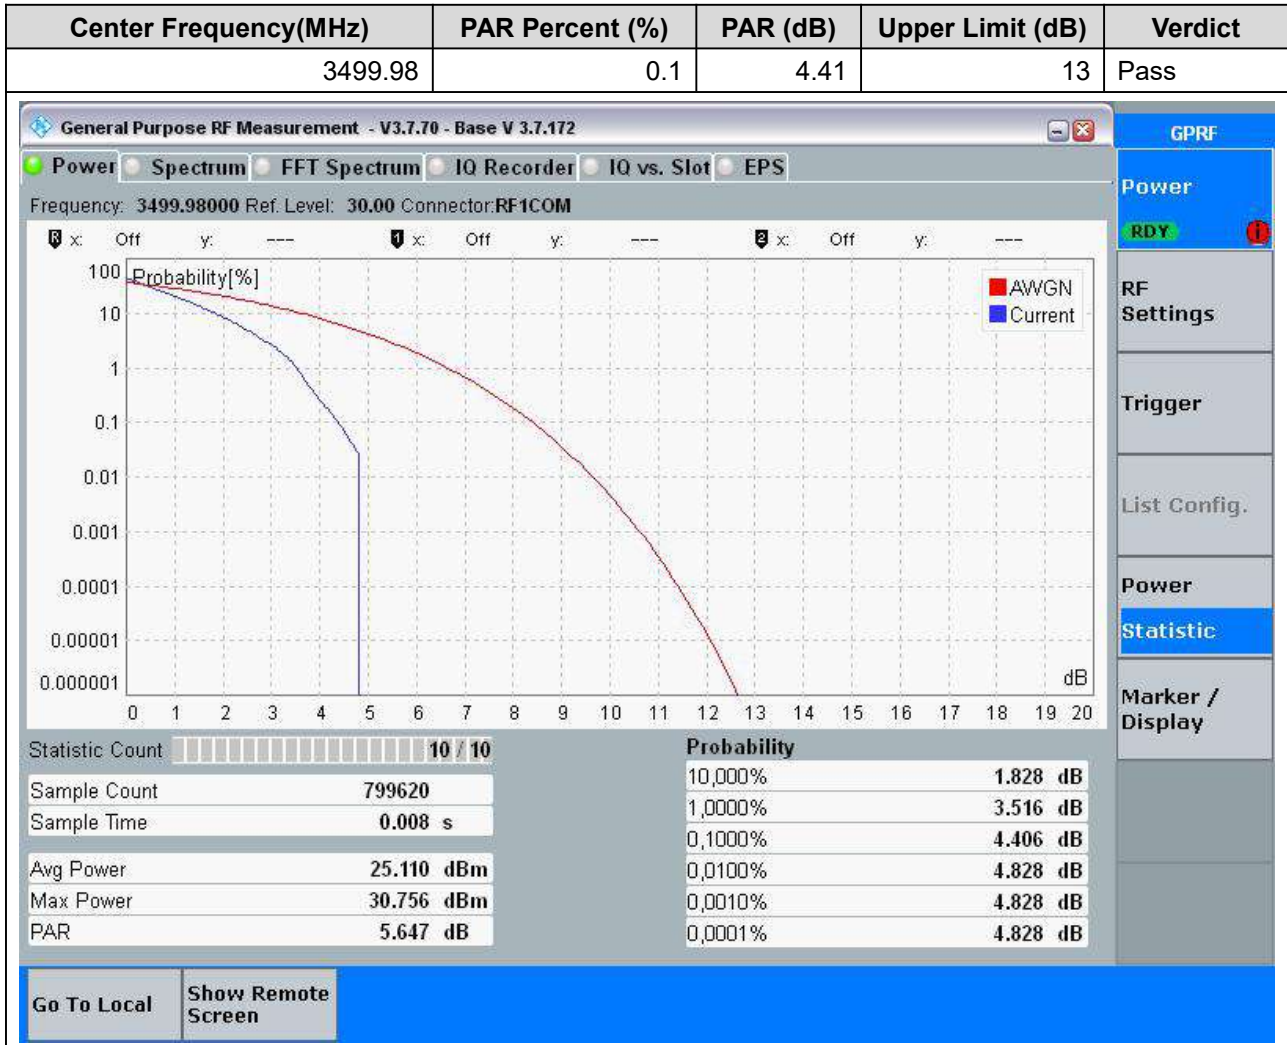 Center Frequency(MHz) PAR Percent (%) PAR (dB) Upper Limit (dB) Verdict
3499.98 0.1 4.41 13 Pass
General Purpose RF Measurement - V3.7.70 - Base V 3.7.172
GPRF
Power Spectrum FFT Spectrum IQ Recorder IQ vs. Slot EPS
Frequency: 3499.98000 Ref. Level: 30.00 Connector:RF1COM
R x: Off y: --- 1 x: Off y: --- 2 x: Off y: ---
Probability[%]
100
10
1
0.1
0.01
0.001
0.0001
0.00001
0.000001
AWGN
Current
dB
0 1 2 3 4 5 6 7 8 9 10 11 12 13 14 15 16 17 18 19 20
Statistic Count 10 / 10
Sample Count 799620
Sample Time 0.008 s
Avg Power 25.110 dBm
Max Power 30.756 dBm
PAR 5.647 dB
Probability
10,000% 1.828 dB
1,0000% 3.516 dB
0,1000% 4.406 dB
0,0100% 4.828 dB
0,0010% 4.828 dB
0,0001% 4.828 dB
Power
RDY i
RF
Settings
Trigger
List Config.
Power
Statistic
Marker /
Display
Go To Local
Show Remote
Screen